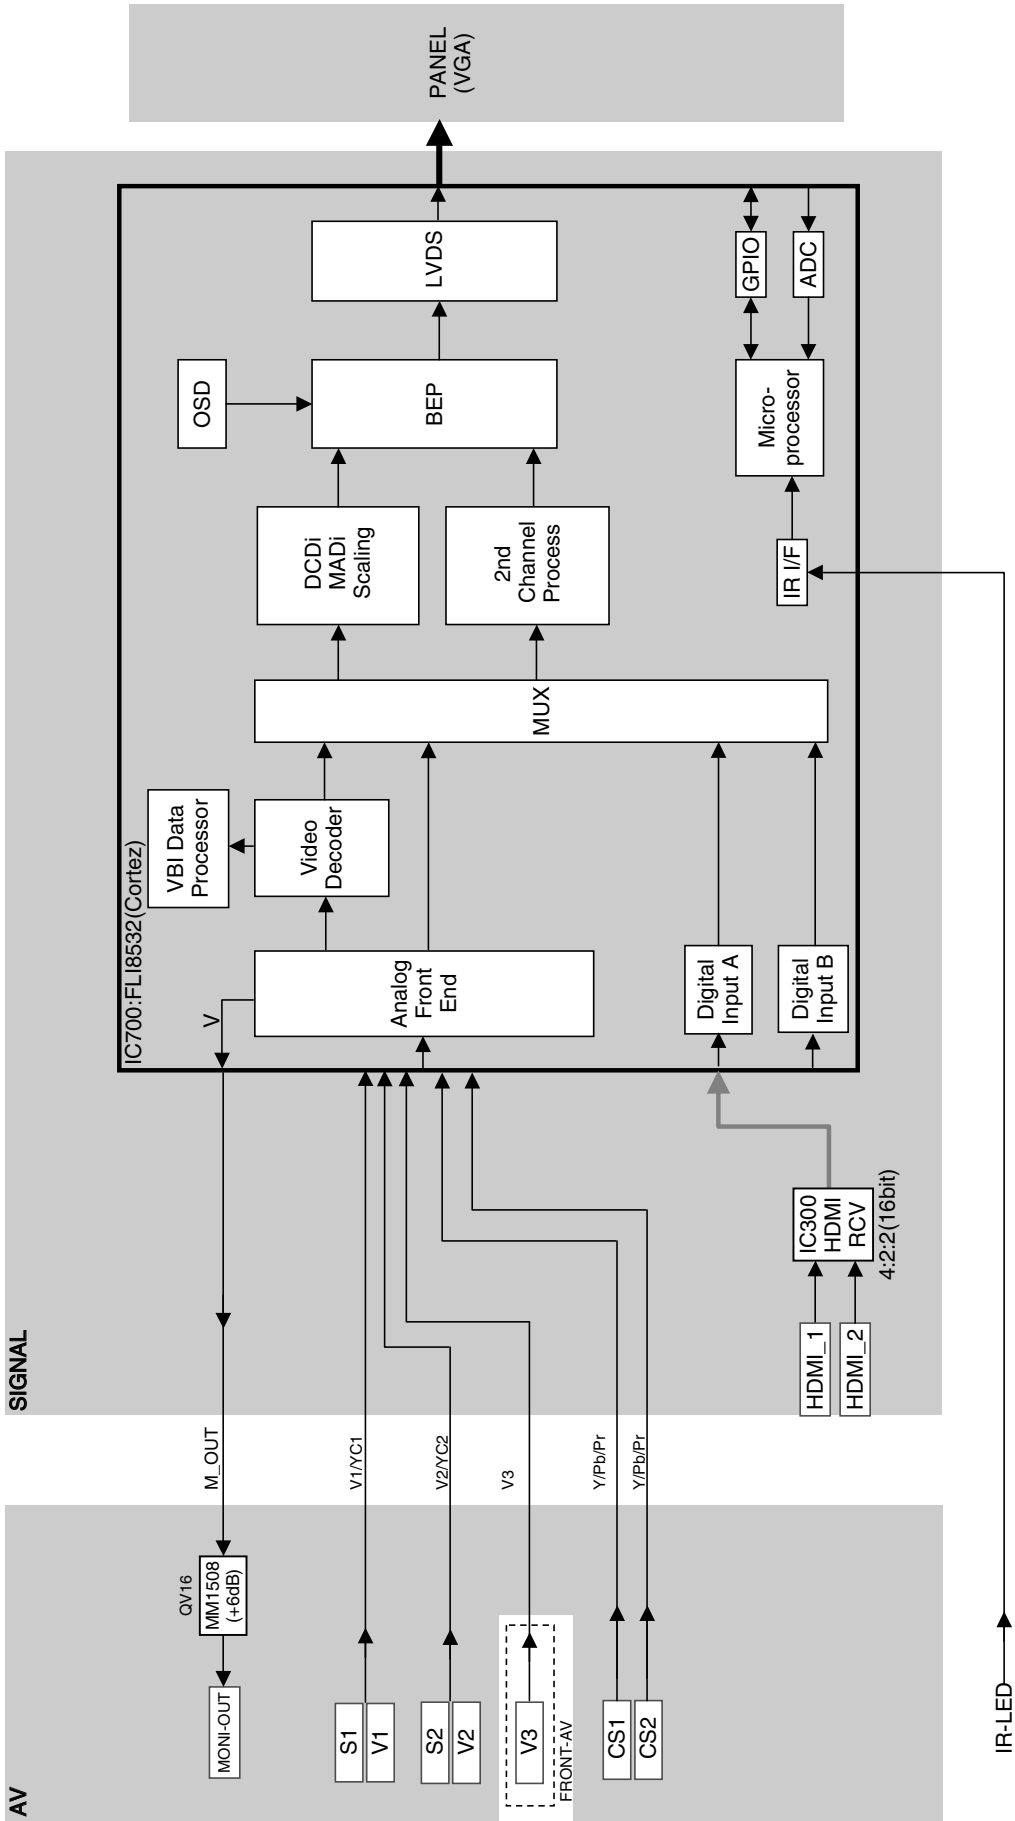 AV
MONI-OUT
QV16
MM1508
(+6dB)
S1
V1
S2
V2
V3
FRONT-AV
CS1
CS2
IR-LED
M_OUT
V1/YC1
V2/YC2
V3
Y/Pb/Pr
Y/Pb/Pr
SIGNAL
HDMI_1
HDMI_2
IC300
HDMI
RCV
4:2:2(16bit)
IC700:FLI8532(Cortez)
V
Analog
Front
End
Digital
Input A
Digital
Input B
VBI Data
Processor
Video
Decoder
MUX
DCDi
MADi
Scaling
2nd
Channel
Process
IR I/F
OSD
BEP
Micro-
processor
LVDS
GPIO
ADC
PANEL
(VGA)